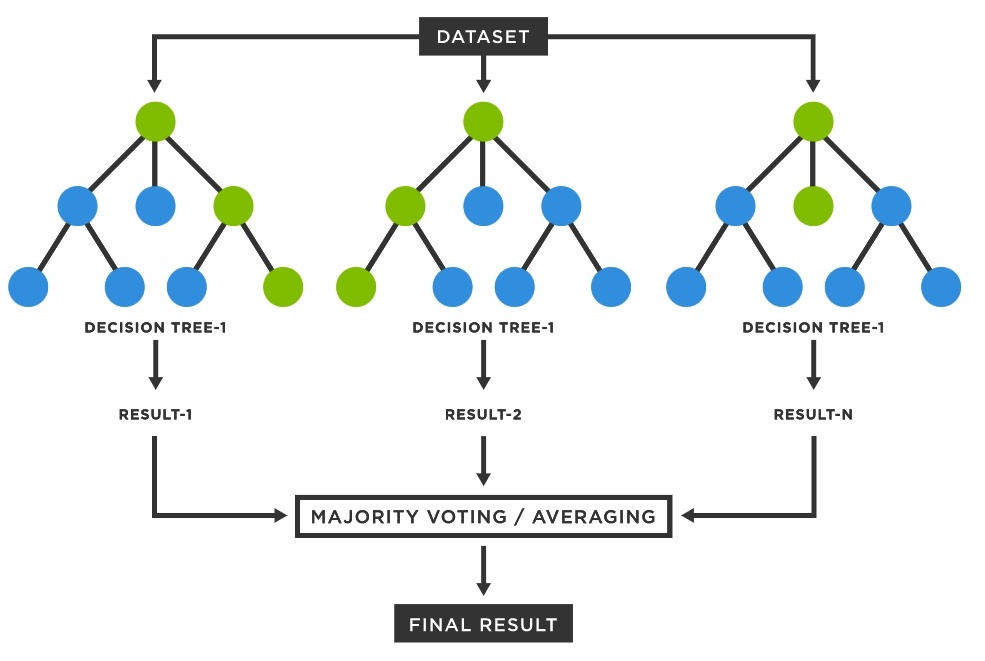 DATASET
DECISION TREE-1
DECISION TREE-1
DECISION TREE-1
RESULT-1
RESULT-2
RESULT-N
MAJORITY VOTING / AVERAGING
FINAL RESULT